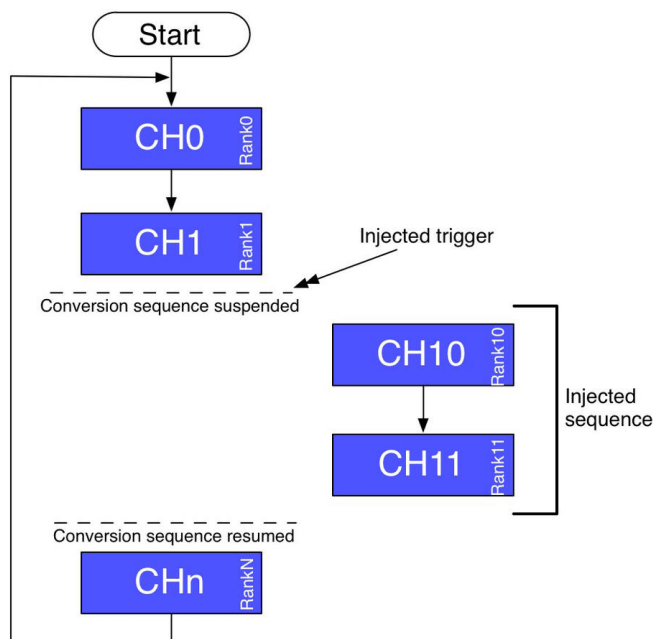 Start
CH0
Rank0
CH1
Rank1
Injected trigger
Conversion sequence suspended
CH10
Rank10
Injected
sequence
CH11
Rank11
Conversion sequence resumed
CHn
RankN